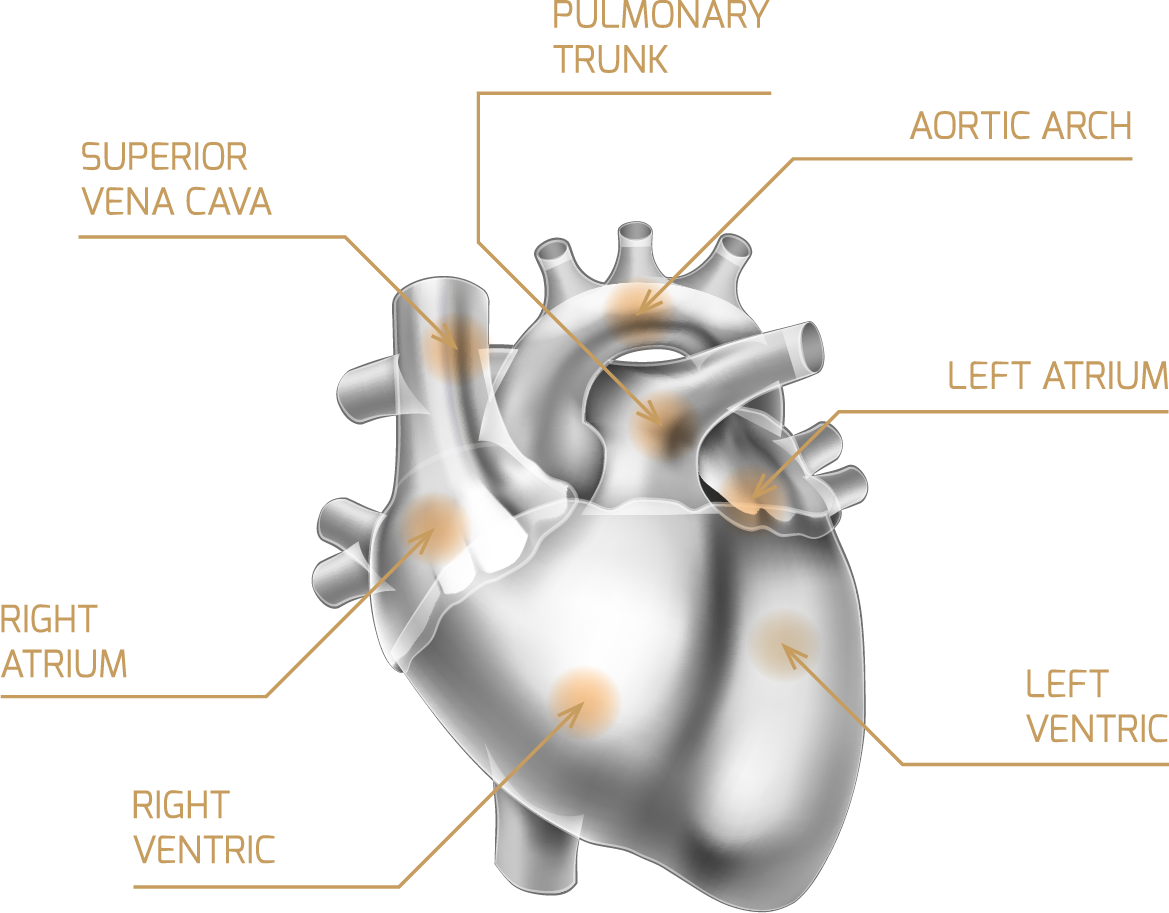 PULMONARY
TRUNK
AORTIC ARCH
SUPERIOR
VENA CAVA
LEFT ATRIUM
RIGHT
ATRIUM
LEFT
VENTRIC
RIGHT
VENTRIC